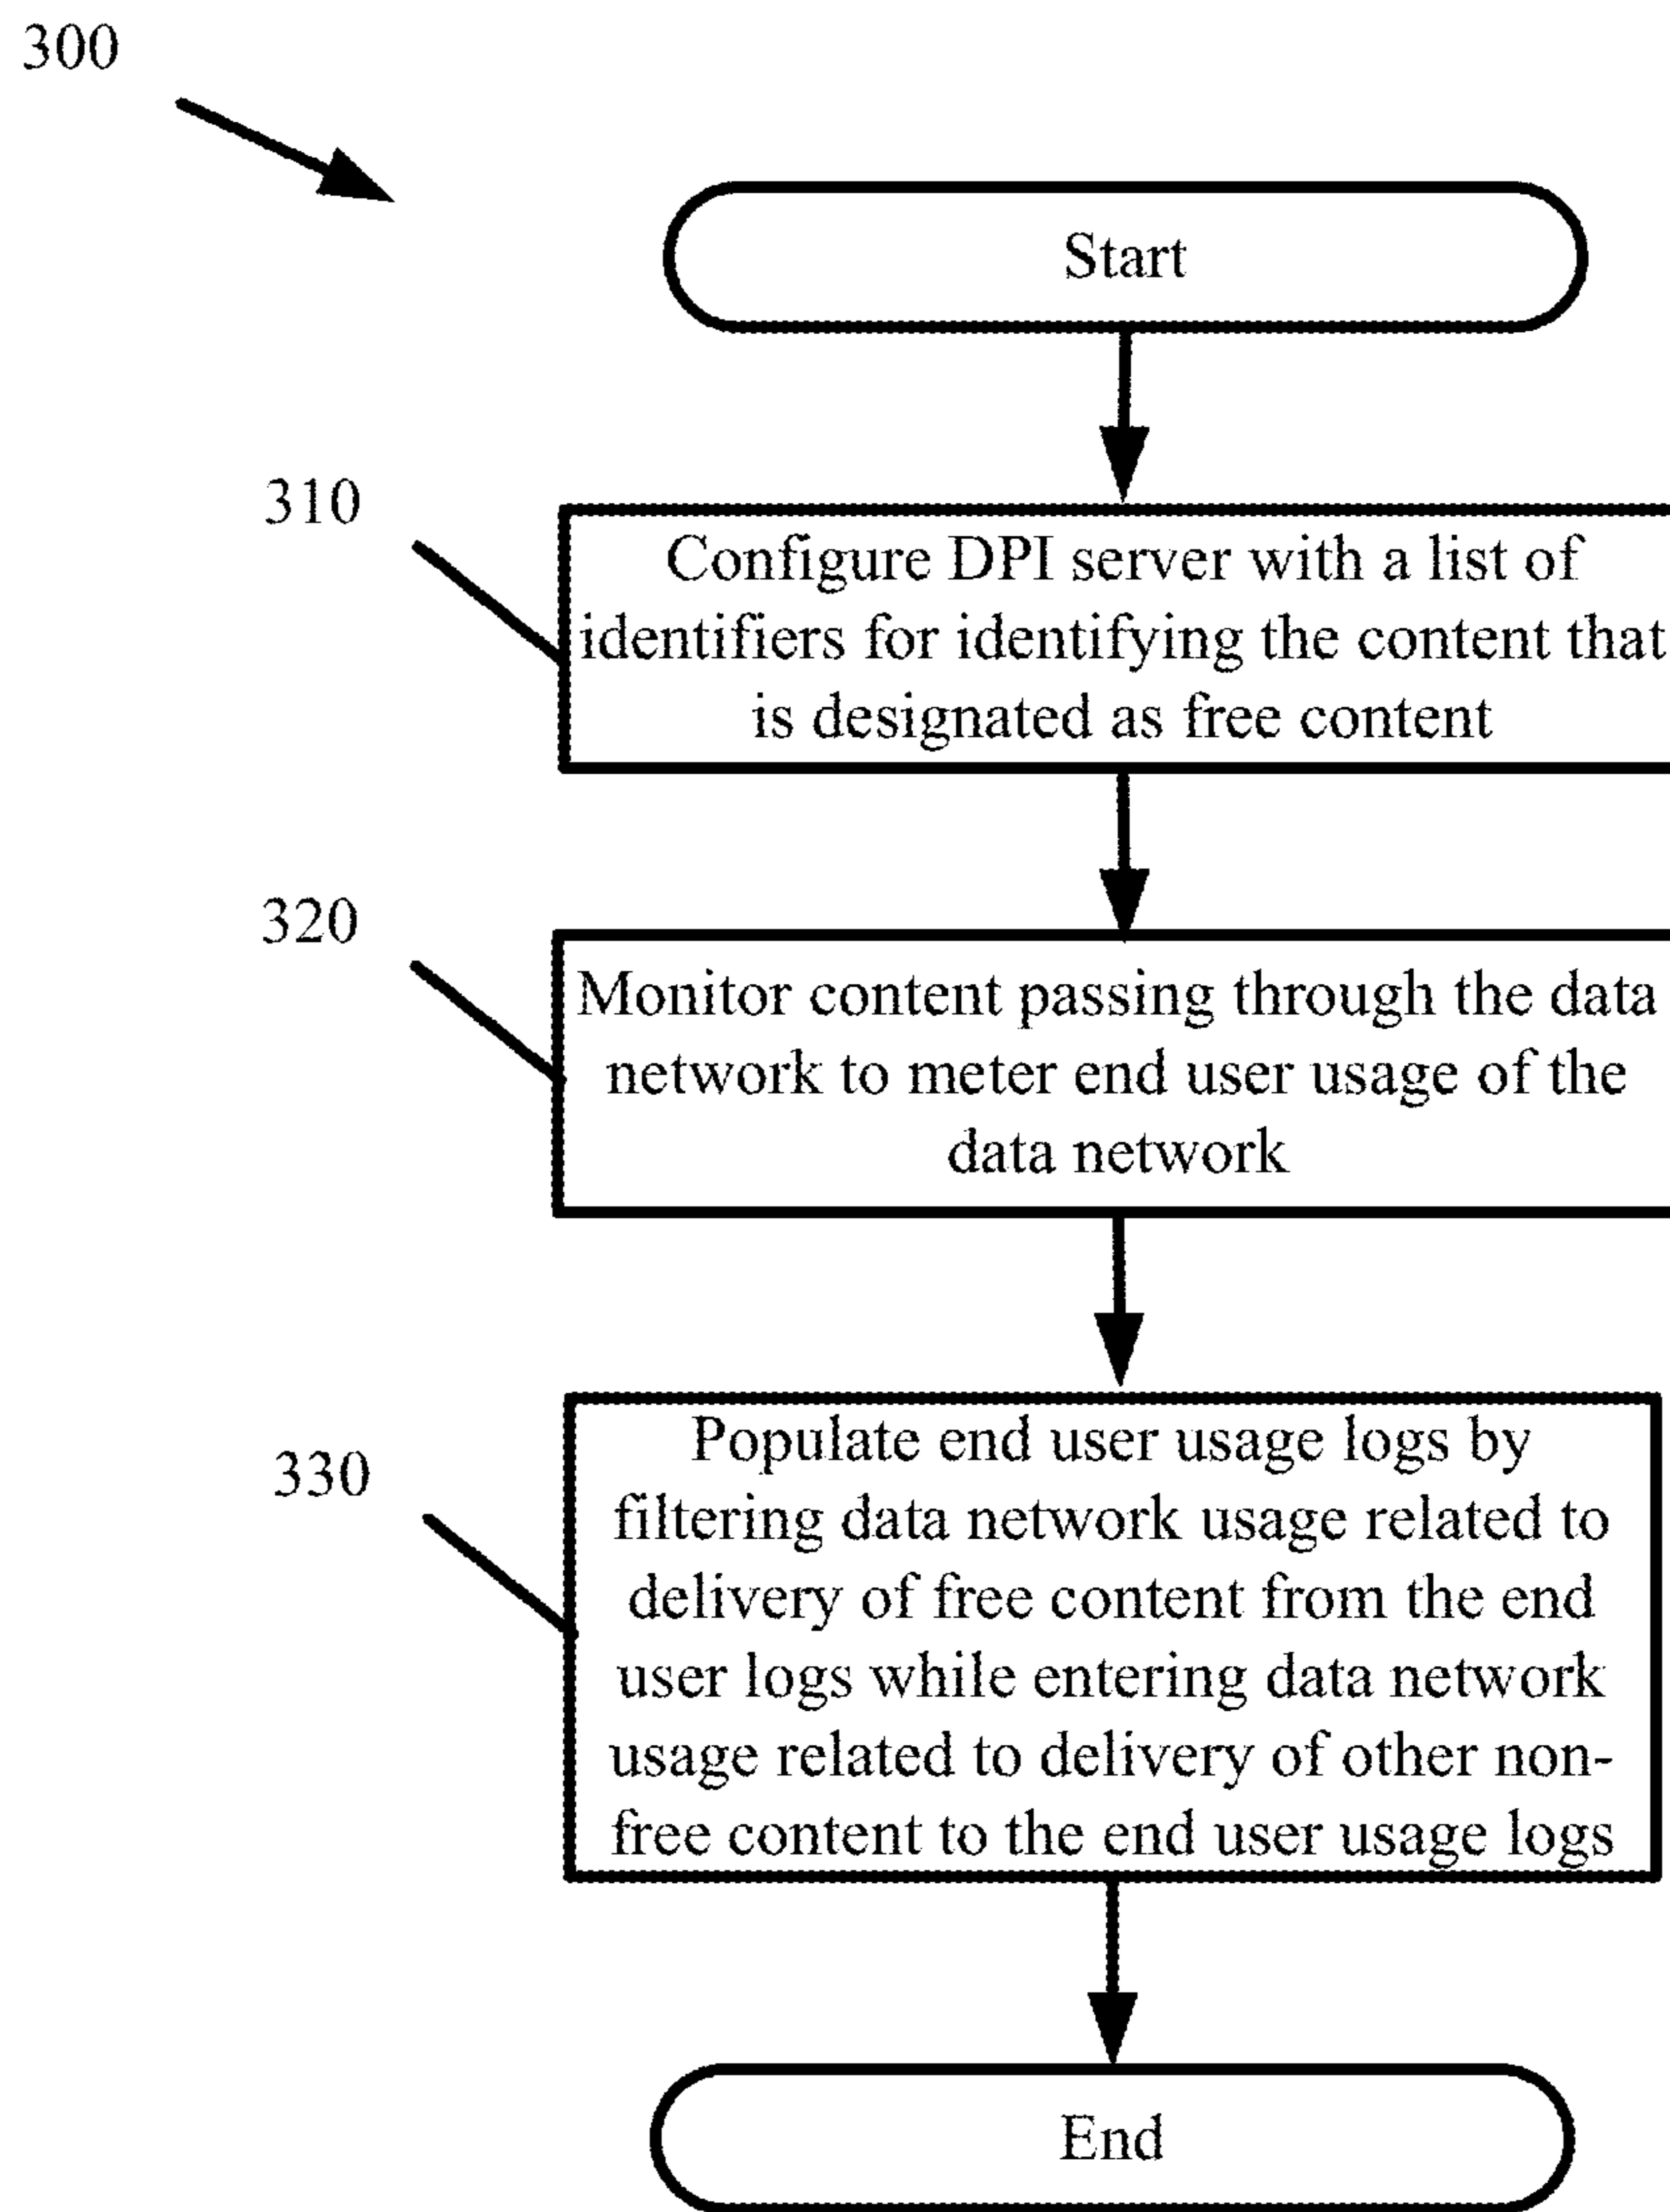 300
Start
310
Configure DPI server with a list of
identifiers for identifying the content that
is designated as free content
320
Monitor content passing through the data
network to meter end user usage of the
data network
330
Populate end user usage logs by
filtering data network usage related to
delivery of free content from the end
user logs while entering data network
usage related to delivery of other non-
free content to the end user usage logs
End